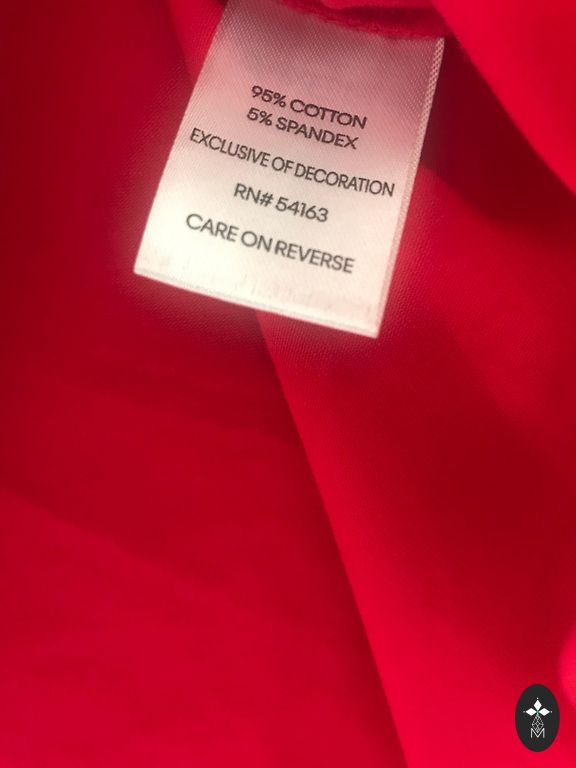 95% COTTON
5% SPANDEX
EXCLUSIVE OF DECORATION
RN# 54163
CARE ON REVERSE
M